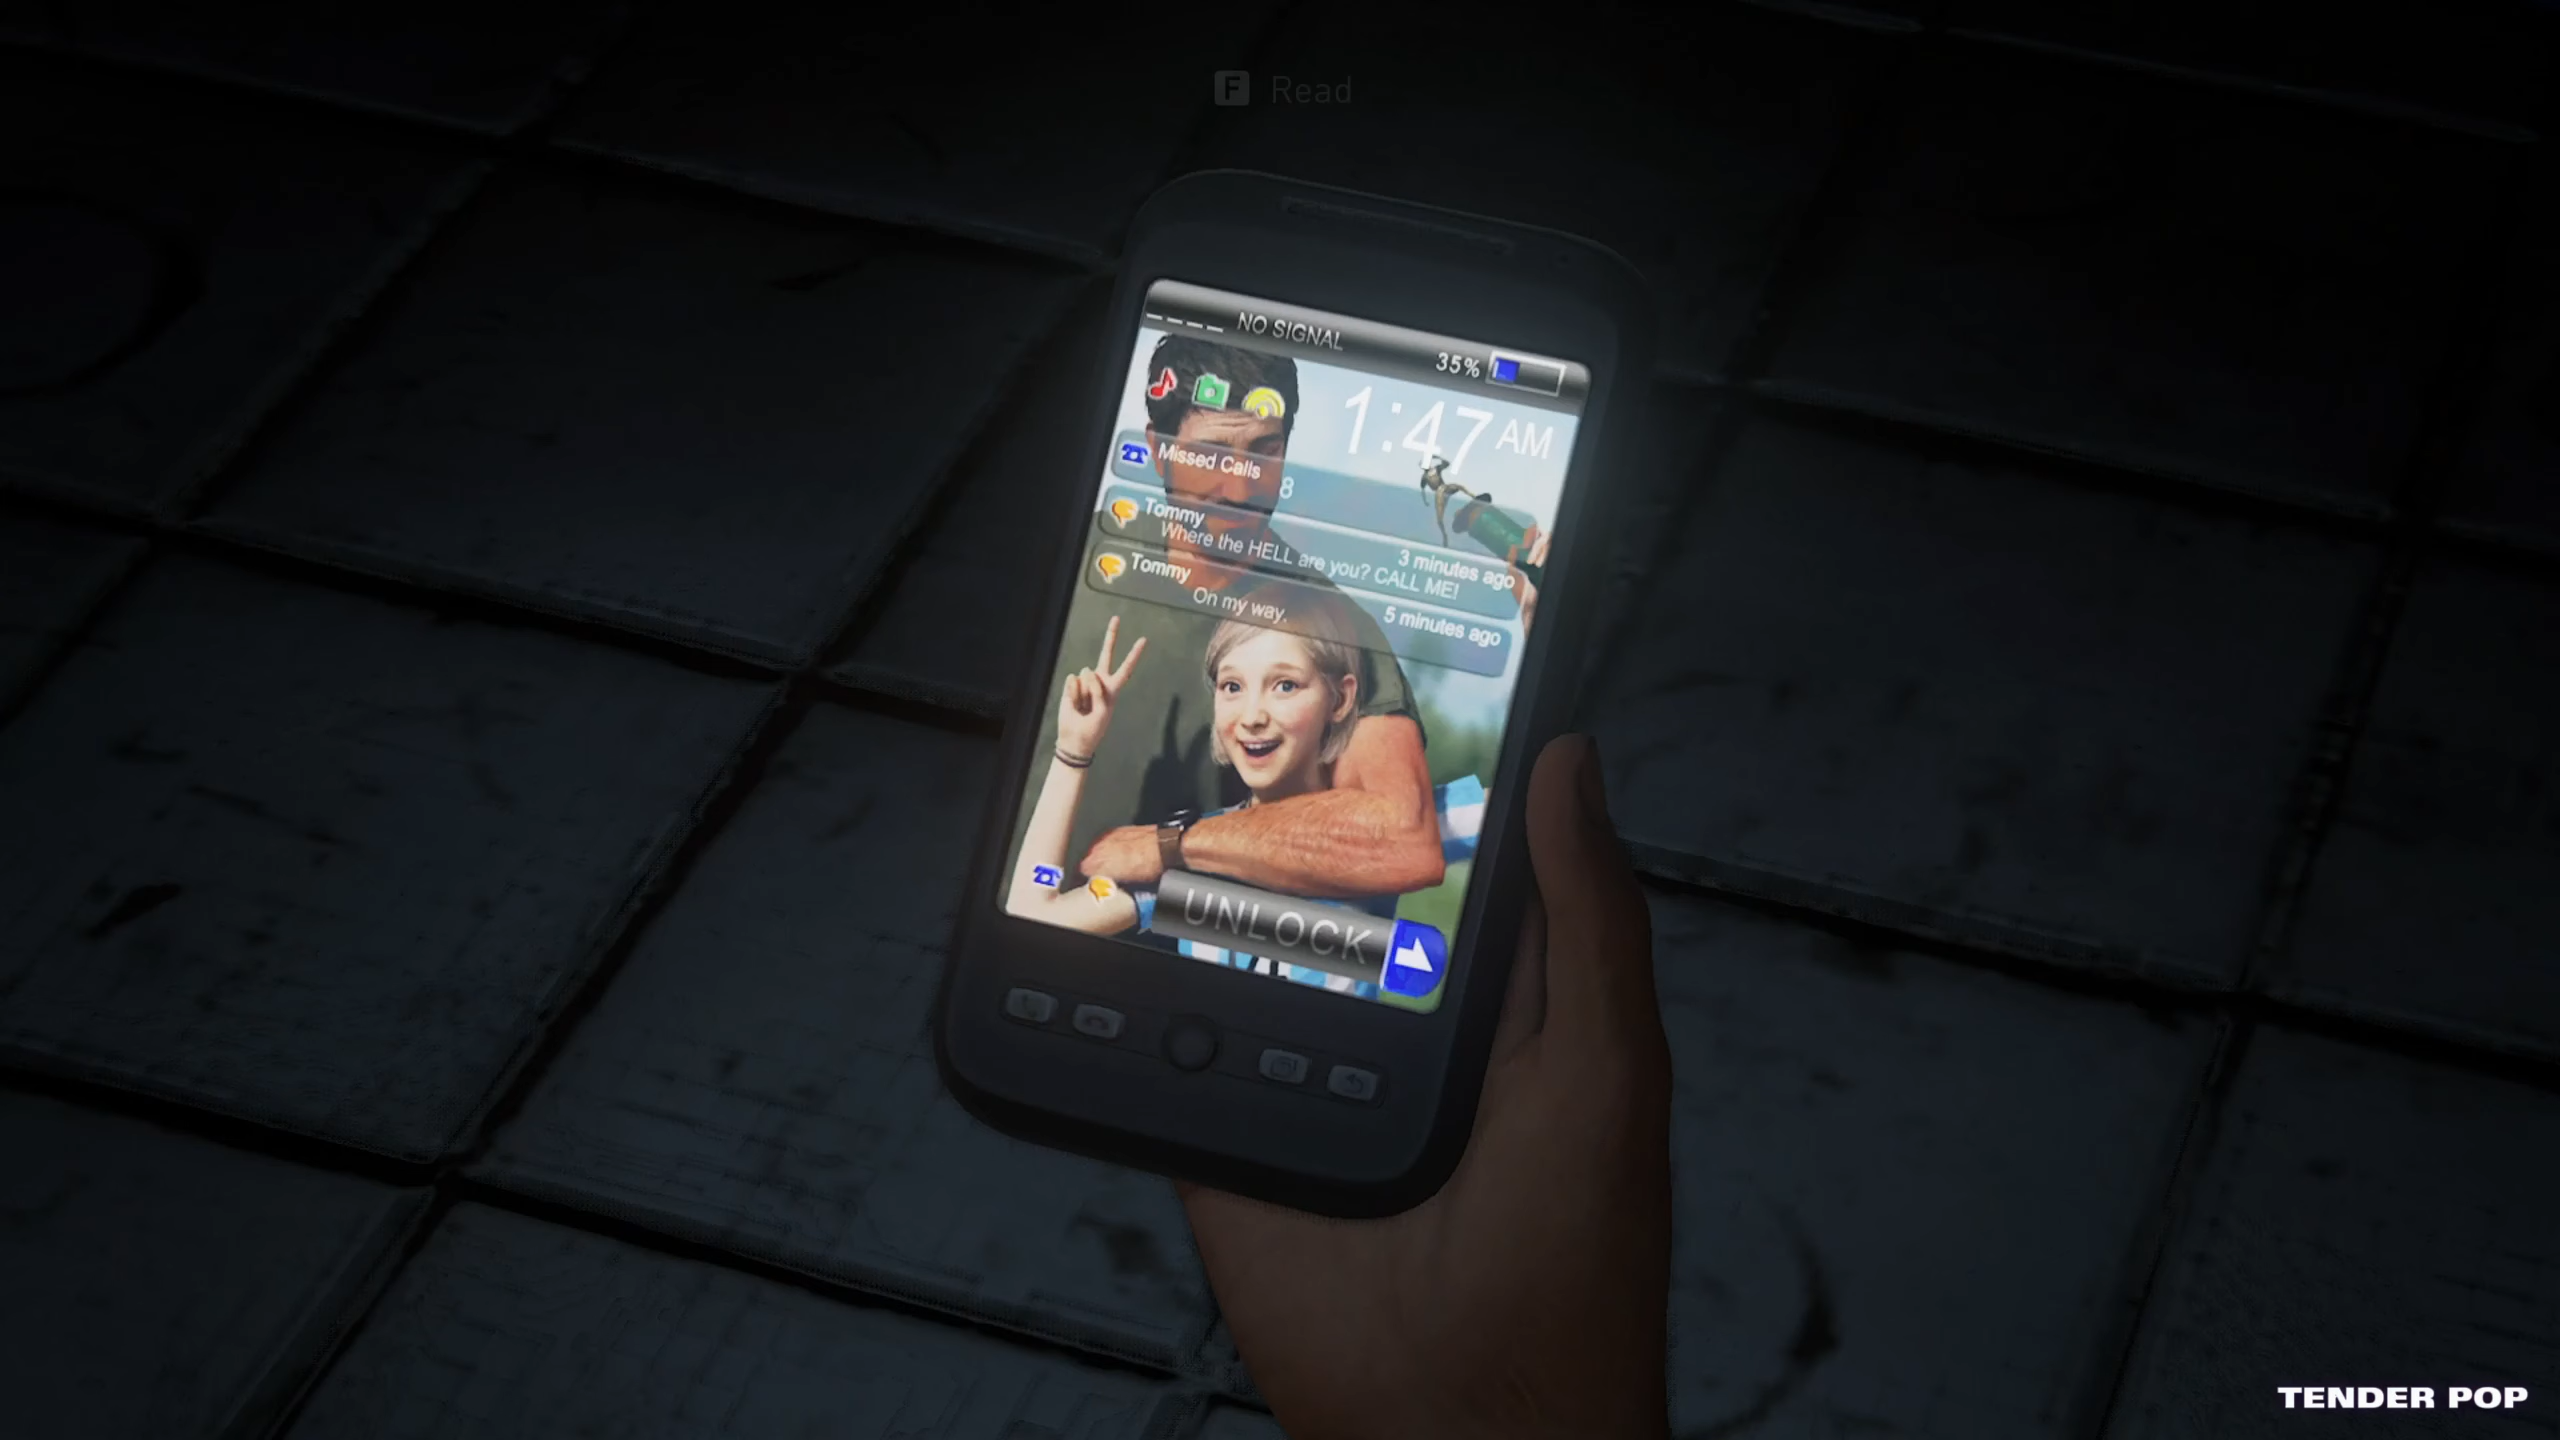 F Read
NO SIGNAL
35%
1:47 AM
Missed Calls
8
Tommy
3 minutes ago
Where the HELL are you? CALL ME!
Tommy
5 minutes ago
On my way.
UNLOCK
TENDER POP